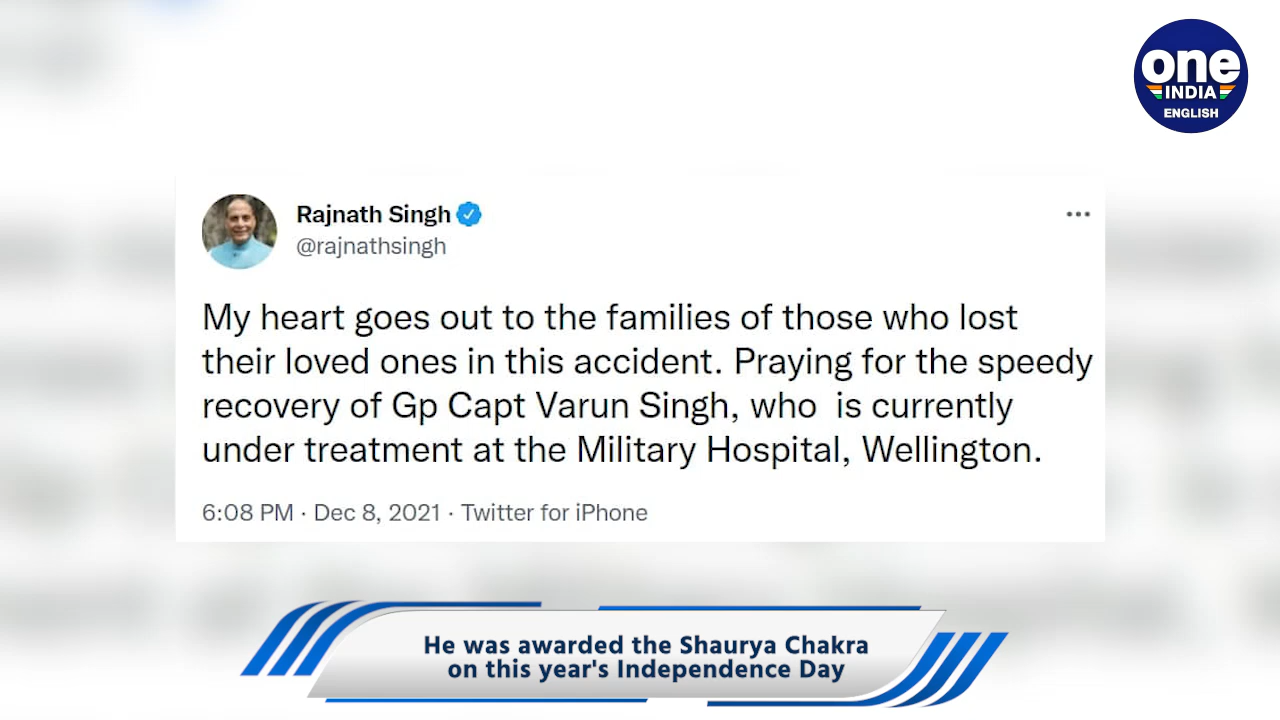 one
INDIA
ENGLISH
Rajnath Singh
@rajnathsingh
My heart goes out to the families of those who lost
their loved ones in this accident. Praying for the speedy
recovery of Gp Capt Varun Singh, who is currently
under treatment at the Military Hospital, Wellington.
6:08 PM · Dec 8, 2021 · Twitter for iPhone
He was awarded the Shaurya Chakra
on this year's Independence Day